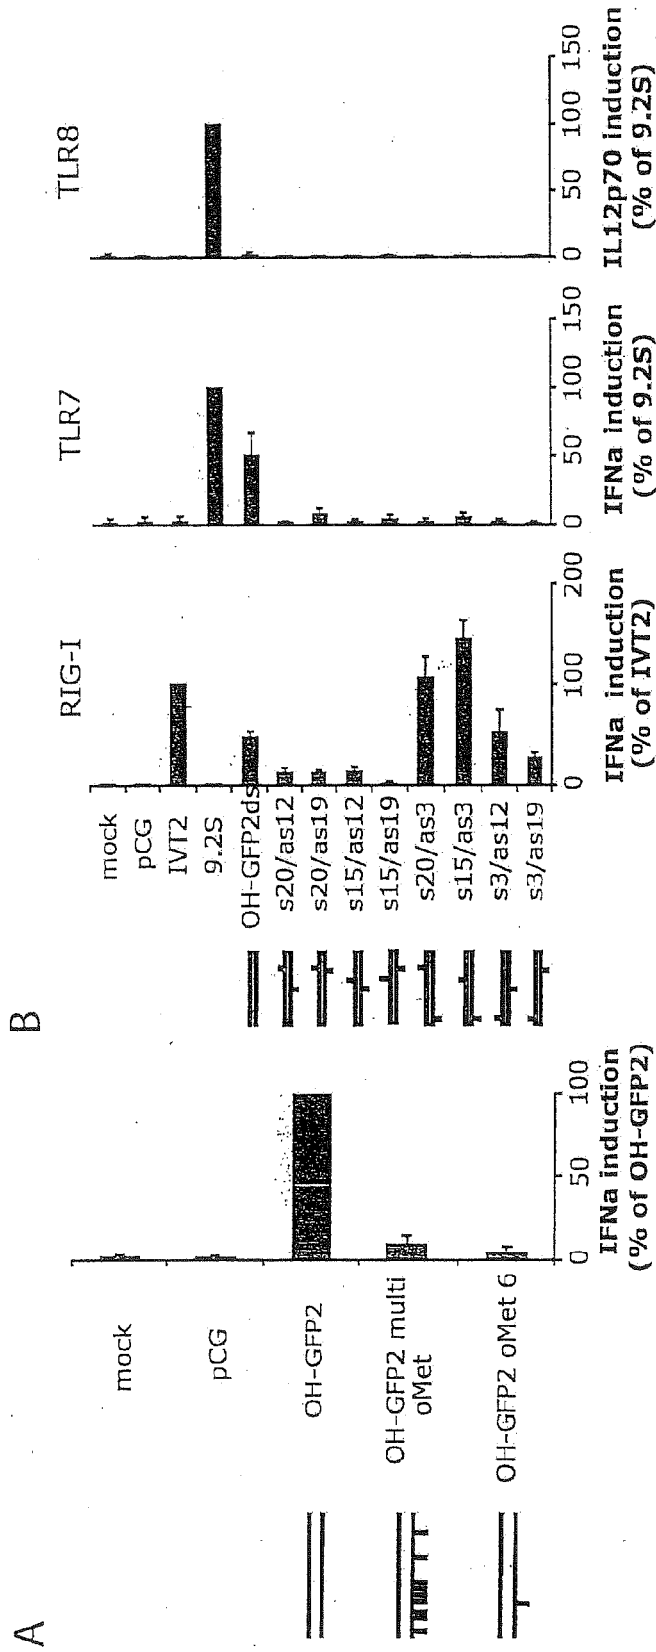 A
mock
pCG
OH-GFP2
OH-GFP2 multi
oMet
OH-GFP2 oMet 6
0
50
100
IFNa induction
(% of OH-GFP2)
B
RIG-I
TLR7
TLR8
mock
pCG
IVT2
9.2S
OH-GFP2ds
s20/as12
s20/as19
s15/as12
s15/as19
s20/as3
s15/as3
s3/as12
s3/as19
0
100
200
IFNa induction
(% of IVT2)
0
50
100
150
IFNa induction
(% of 9.2S)
0
50
100
150
IL12p70 induction
(% of 9.2S)